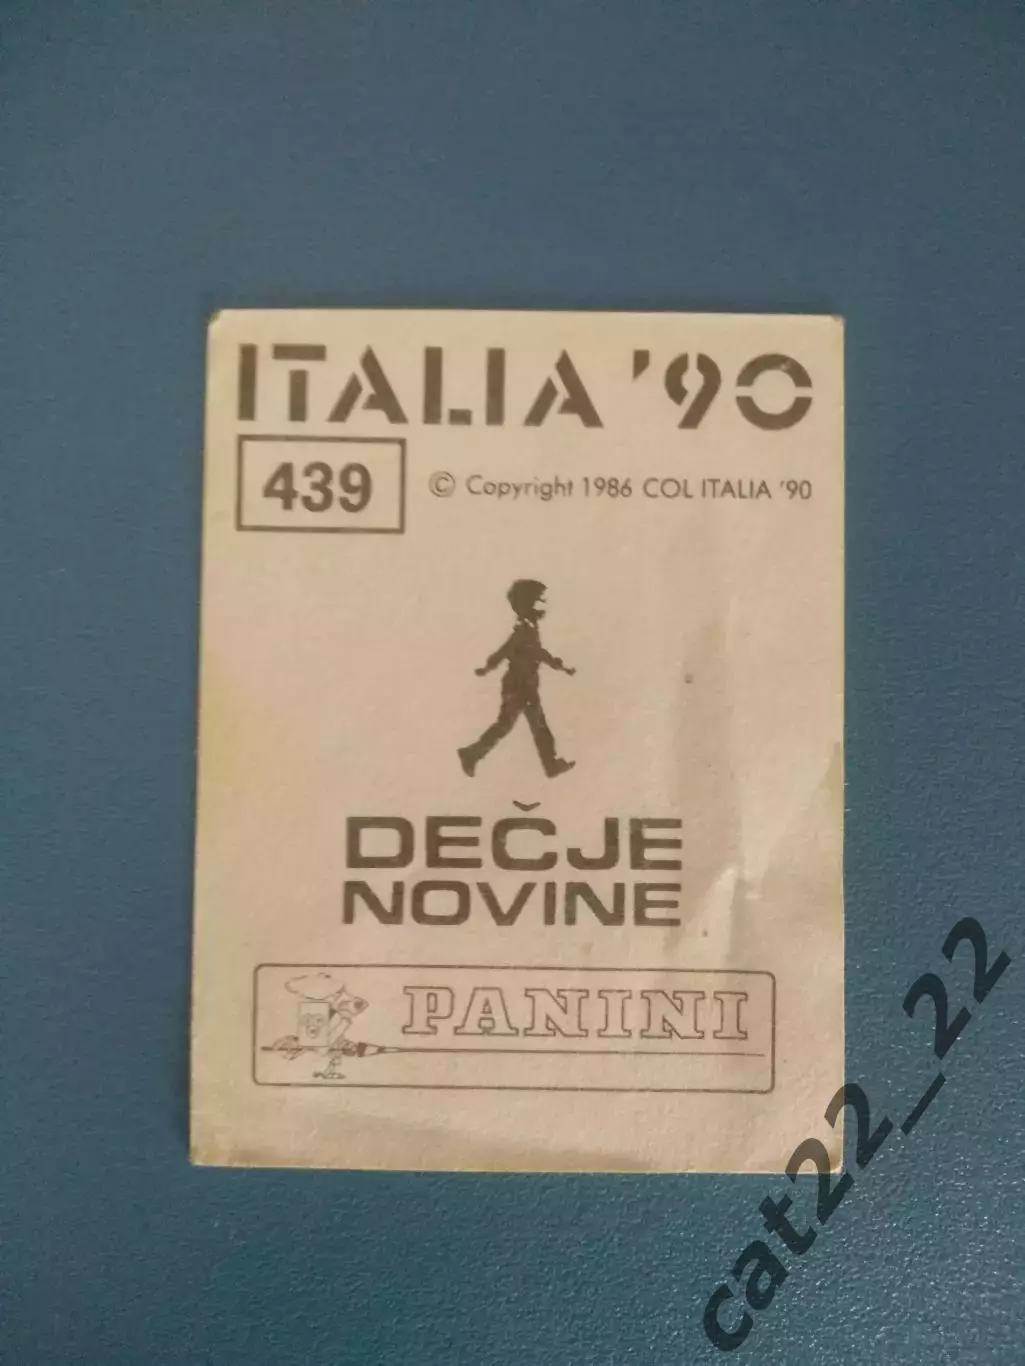 ITALIA '90
439
© Copyright 1986 COL ITALIA '90
DEČJE
NOVINE
PANINI
cat22_22